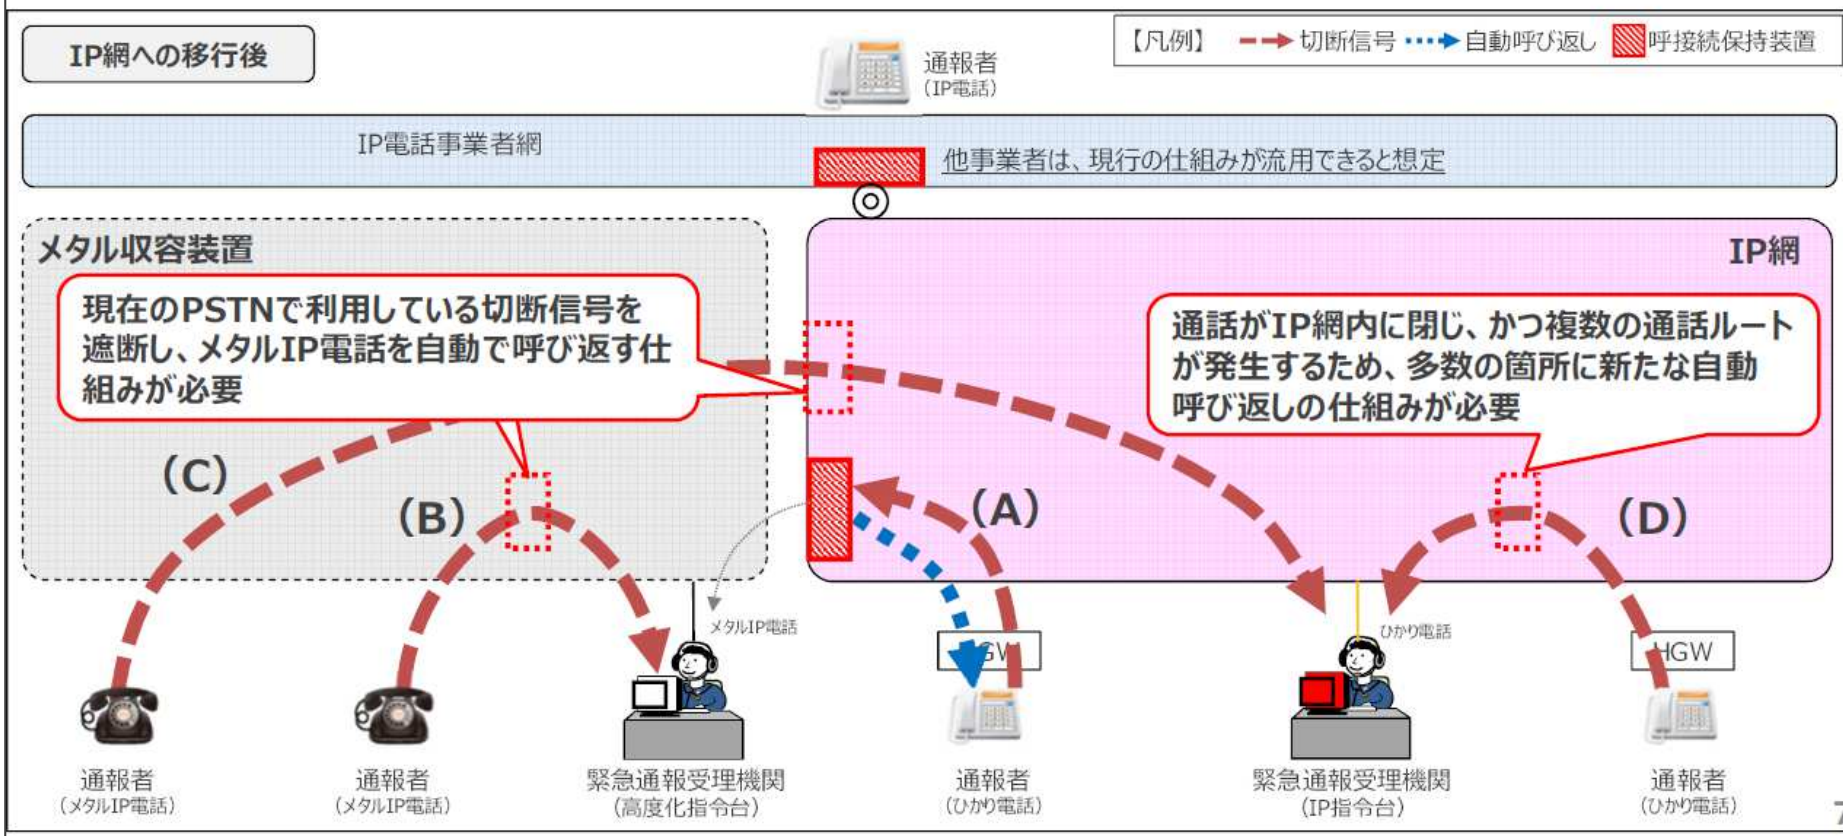 IP網への移行後
通報者
（IP電話）
【凡例】 切断信号 自動呼び返し 呼接続保持装置
IP電話事業者網
他事業者は、現行の仕組みが流用できると想定
メタル収容装置
IP網
現在のPSTNで利用している切断信号を
遮断し、メタルIP電話を自動で呼び返す仕
組みが必要
通話がIP網内に閉じ、かつ複数の通話ルート
が発生するため、多数の箇所に新たな自動
呼び返しの仕組みが必要
（C）
（B）
（A）
（D）
メタルIP電話
ひかり電話
HGW
通報者
（メタルIP電話）
通報者
（メタルIP電話）
緊急通報受理機関
（高度化指令台）
通報者
（ひかり電話）
緊急通報受理機関
（IP指令台）
通報者
（ひかり電話）